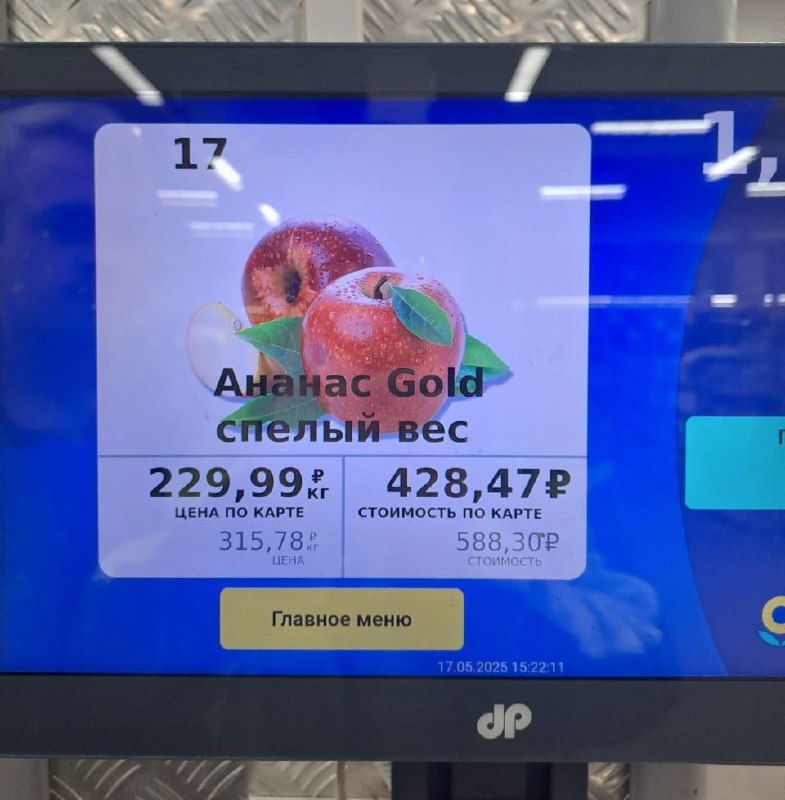 17
1,
Ананас Gold
спелый вес
229,99 ₽/кг
ЦЕНА ПО КАРТЕ
315,78 ₽/кг
ЦЕНА
428,47₽
СТОИМОСТЬ ПО КАРТЕ
588,30₽
СТОИМОСТЬ
Главное меню
17.05.2025 15:22:11
dp